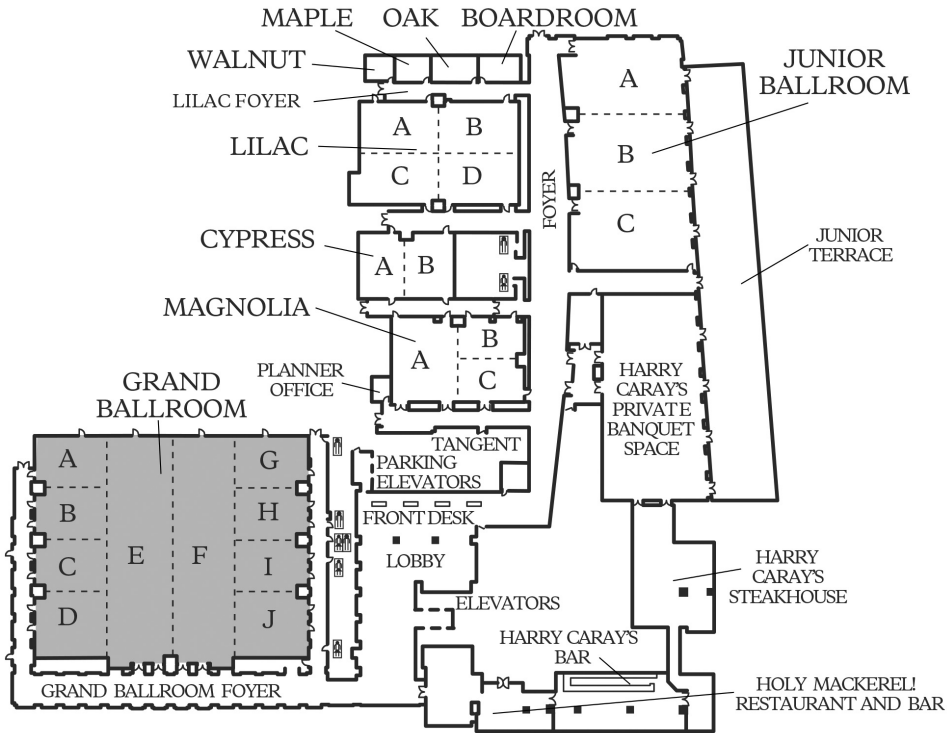 MAPLE
OAK
BOARDROOM
WALNUT
LILAC FOYER
LILAC
A
B
C
D
JUNIOR
BALLROOM
A
B
C
FOYER
JUNIOR
TERRACE
CYPRESS
A
B
MAGNOLIA
A
B
C
PLANNER
OFFICE
HARRY
CARAY'S
PRIVATE
BANQUET
SPACE
GRAND
BALLROOM
A
B
C
D
E
F
G
H
I
J
TANGENT
PARKING
ELEVATORS
FRONT DESK
LOBBY
ELEVATORS
HARRY
CARAY'S
STEAKHOUSE
HARRY CARAY'S
BAR
GRAND BALLROOM FOYER
HOLY MACKEREL!
RESTAURANT AND BAR